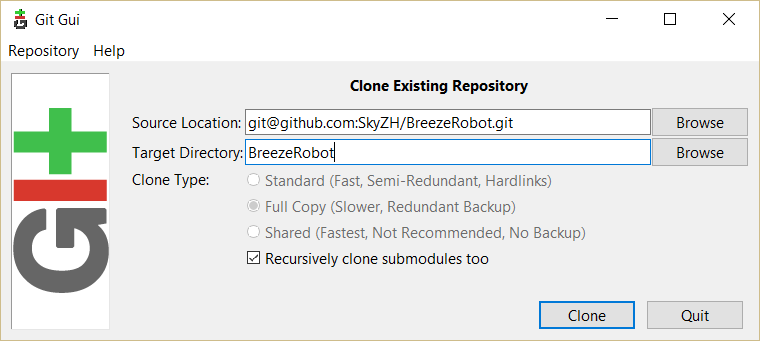 Git Gui
Repository Help
Clone Existing Repository
Source Location: git@github.com:SkyZH/BreezeRobot.git Browse
Target Directory: BreezeRobot Browse
Clone Type: Standard (Fast, Semi-Redundant, Hardlinks)
Full Copy (Slower, Redundant Backup)
Shared (Fastest, Not Recommended, No Backup)
Recursively clone submodules too
Clone Quit
GIt